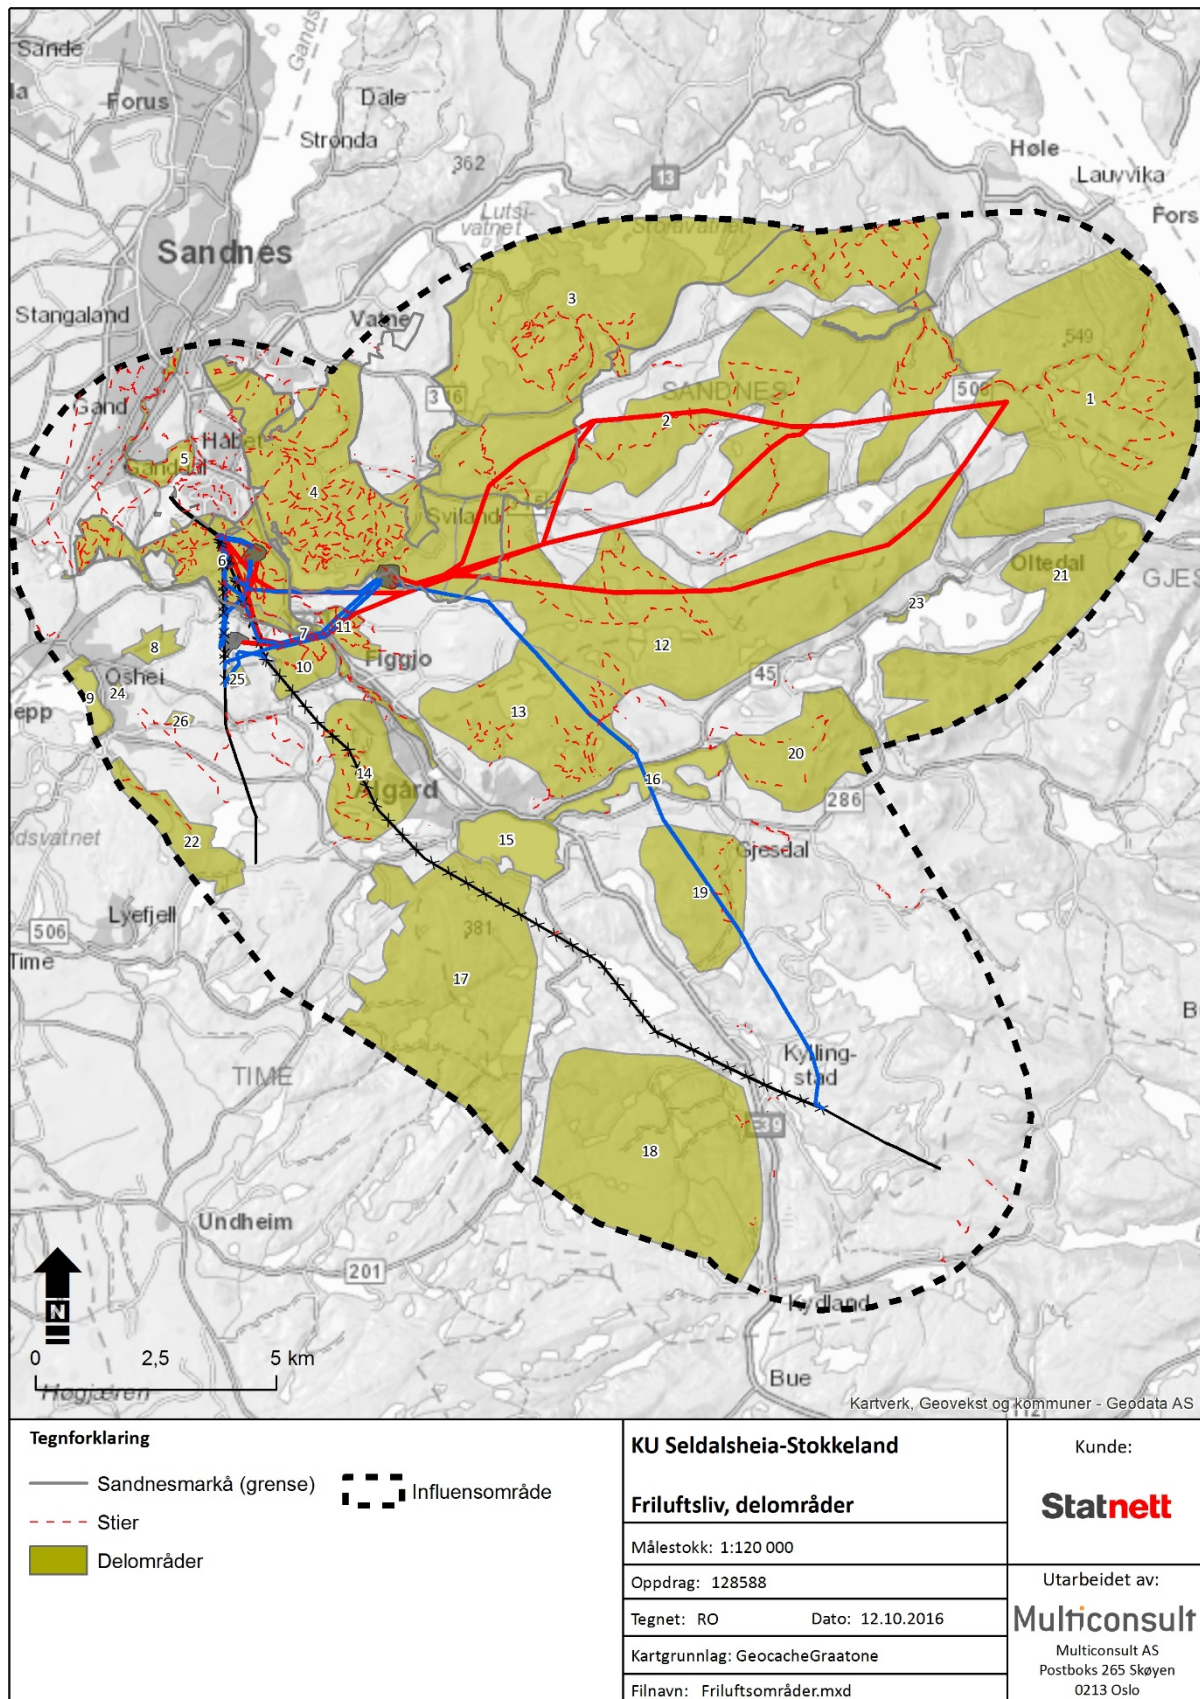 Sande
Gands
Forus
Dale
Stronda
362
13
Høle
Lauvvika
Fors
Lutsi-
vatnet
Storavatnet
Sandnes
Stangaland
Vatne
3
549
316
SANDNES
508
1
Gand
Håbet
2
5
Gandal
4
Sviland
6
Oltedal
21
GJES
23
7
11
8
12
Figgjo
10
Oshei
45
25
24
9
epp
26
13
20
14
16
Ålgård
286
22
15
Gjesdal
19
Lyefjell
506
381
Time
17
Kylling-
stad
TIME
E39
18
Undheim
201
N
Kydland
0 2,5 5 km
Høgjæren
Bue
Kartverk, Geovekst og kommuner - Geodata AS
Tegnforklaring
Sandnesmarkå (grense)
Influensområde
Stier
Delområder
KU Seldalsheia-Stokkeland
Friluftsliv, delområder
Målestokk: 1:120 000
Oppdrag: 128588
Tegnet: RO Dato: 12.10.2016
Kartgrunnlag: GeocacheGraatone
Filnavn: Friluftsområder.mxd
Kunde:
Statnett
Utarbeidet av:
Multiconsult
Multiconsult AS
Postboks 265 Skøyen
0213 Oslo